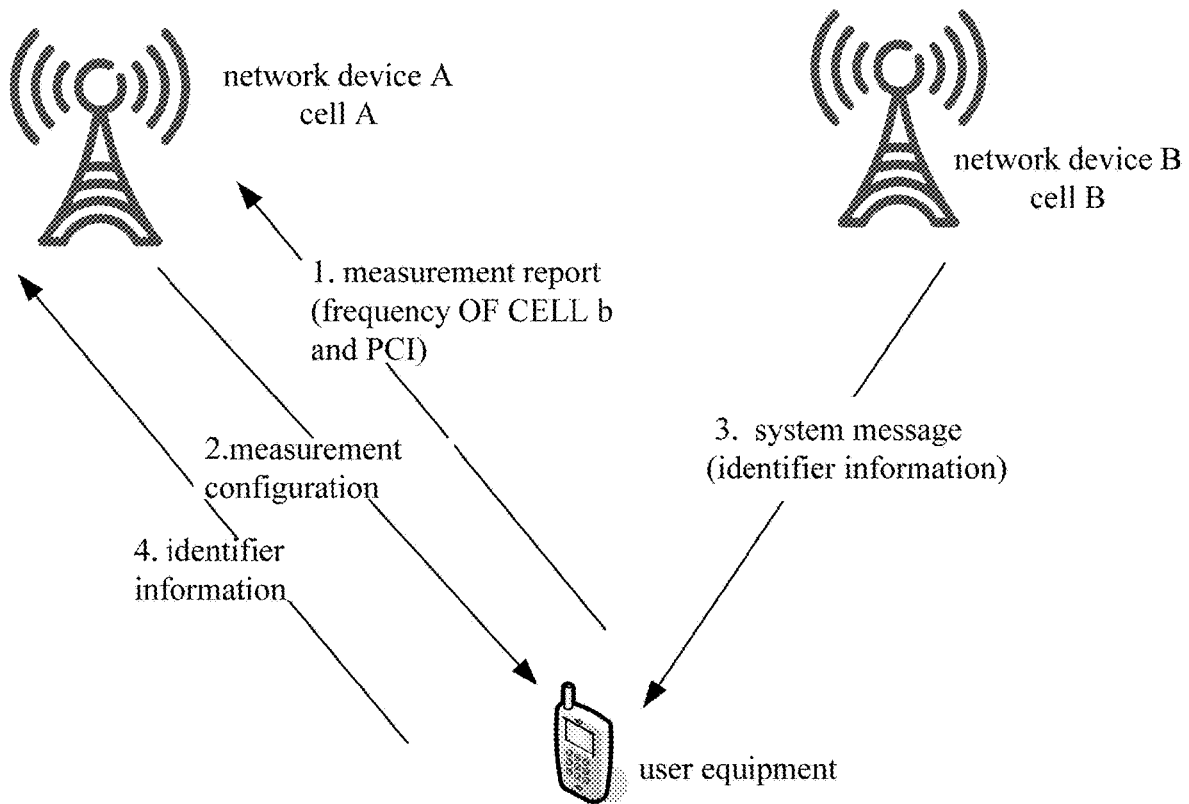 network device A
cell A
network device B
cell B
1. measurement report
(frequency OF CELL b
and PCI)
2.measurement
configuration
3. system message
(identifier information)
4. identifier
information
user equipment